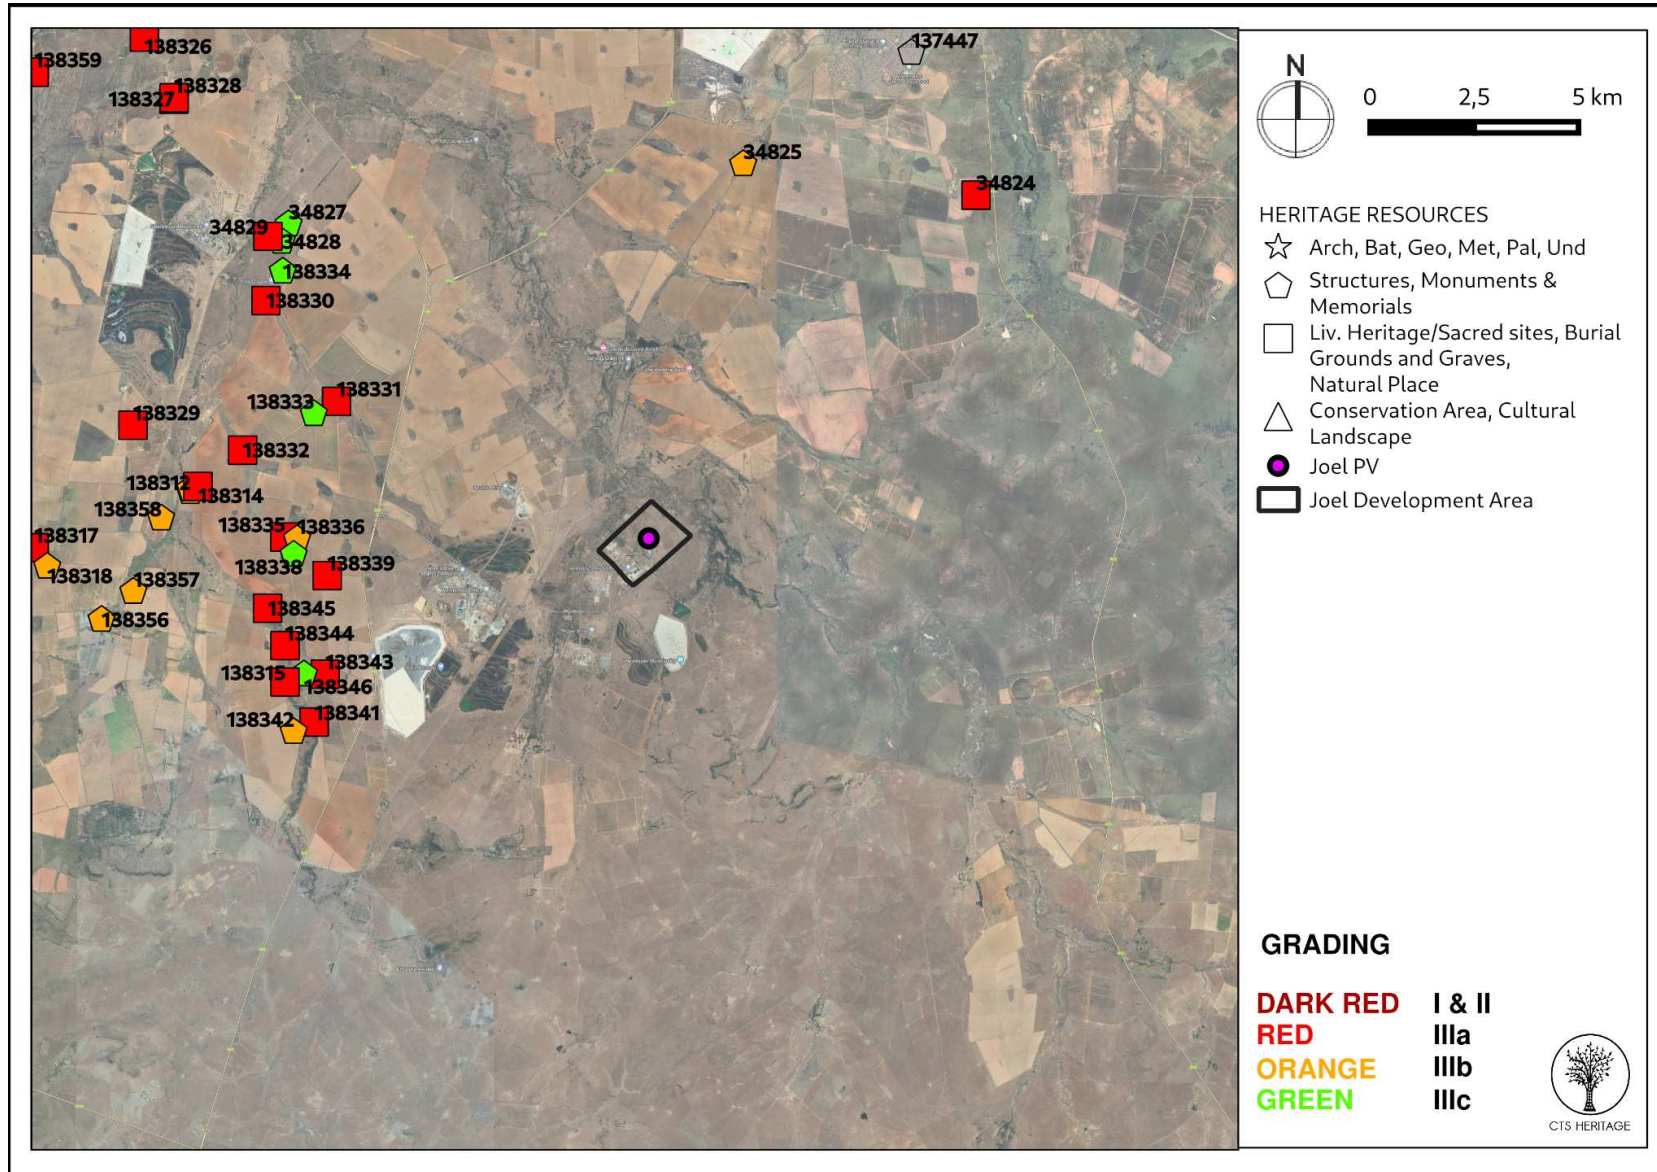 137447
138326
138359
138328
138327
34825
34824
34827
34829
34828
138334
138330
138331
138333
138329
138332
138312
138314
138358
138335
138336
138317
138338
138339
138318
138357
138345
138356
138344
138343
138315
138346
138341
138342
N
0 2,5 5 km
HERITAGE RESOURCES
Arch, Bat, Geo, Met, Pal, Und
Structures, Monuments &
Memorials
Liv. Heritage/Sacred sites, Burial
Grounds and Graves,
Natural Place
Conservation Area, Cultural
Landscape
Joel PV
Joel Development Area
GRADING
DARK RED I & II
RED IIIa
ORANGE IIIb
GREEN IIIc
CTS HERITAGE